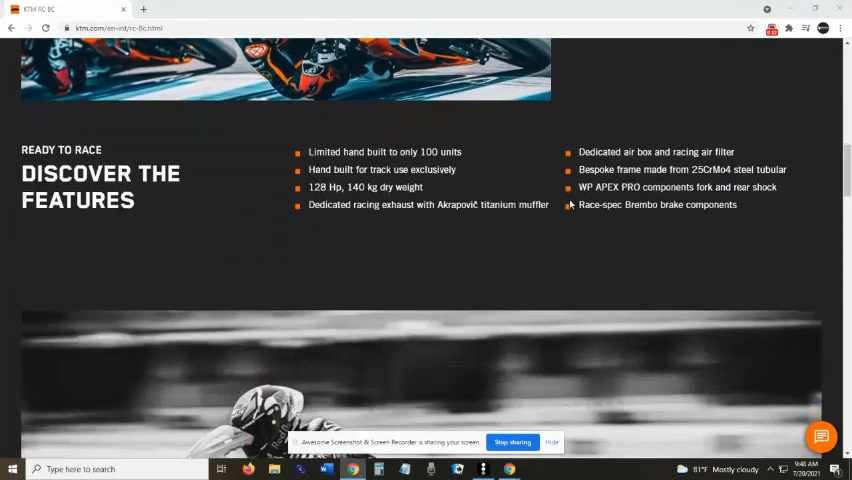 KTM RC 8C
ktm.com/en-int/rc-8c.html
READY TO RACE
DISCOVER THE
FEATURES
Limited hand built to only 100 units
Hand built for track use exclusively
128 Hp, 140 kg dry weight
Dedicated racing exhaust with Akrapovič titanium muffler
Dedicated air box and racing air filter
Bespoke frame made from 25CrMo4 steel tubular
WP APEX PRO components fork and rear shock
Race-spec Brembo brake components
Awesome Screenshot & Screen Recorder is sharing your screen.
Stop sharing
Hide
Type here to search
81°F Mostly cloudy
9:48 AM
7/20/2021